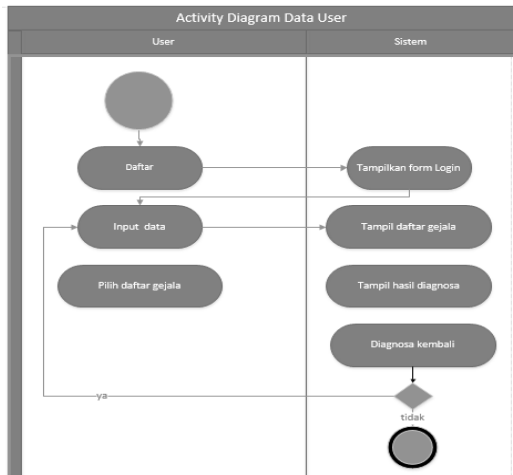 Activity Diagram Data User
User
Sistem
Daftar
Tampilkan form Login
Input data
Tampil daftar gejala
Pilih daftar gejala
Tampil hasil diagnosa
Diagnosa kembali
ya
tidak